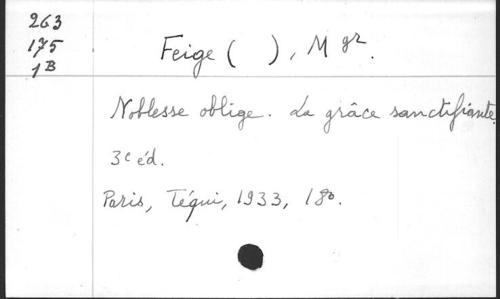 263
175
1B
Feige ( ), Mgr.
Noblesse oblige. La grâce sanctifiante.
3e éd.
Paris, Téqui, 1933, 18o.